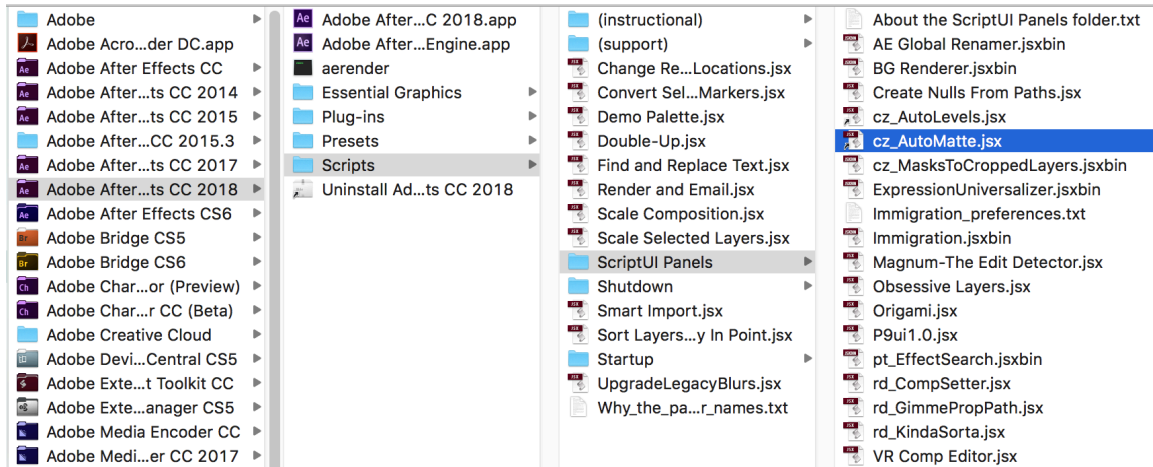 Adobe
Adobe Acro...der DC.app
Adobe After Effects CC
Adobe After...ts CC 2014
Adobe After...ts CC 2015
Adobe After...CC 2015.3
Adobe After...ts CC 2017
Adobe After...ts CC 2018
Adobe After Effects CS6
Adobe Bridge CS5
Adobe Bridge CS6
Adobe Char...or (Preview)
Adobe Char...r CC (Beta)
Adobe Creative Cloud
Adobe Devi...Central CS5
Adobe Exte...t Toolkit CC
Adobe Exte...anager CS5
Adobe Media Encoder CC
Adobe Medi...er CC 2017
Adobe After...C 2018.app
Adobe After...Engine.app
aerender
Essential Graphics
Plug-ins
Presets
Scripts
Uninstall Ad...ts CC 2018
(instructional)
(support)
Change Re...Locations.jsx
Convert Sel...Markers.jsx
Demo Palette.jsx
Double-Up.jsx
Find and Replace Text.jsx
Render and Email.jsx
Scale Composition.jsx
Scale Selected Layers.jsx
ScriptUI Panels
Shutdown
Smart Import.jsx
Sort Layers...y In Point.jsx
Startup
UpgradeLegacyBlurs.jsx
Why_the_pa...r_names.txt
About the ScriptUI Panels folder.txt
AE Global Renamer.jsxbin
BG Renderer.jsxbin
Create Nulls From Paths.jsx
cz_AutoLevels.jsx
cz_AutoMatte.jsx
cz_MasksToCroppedLayers.jsxbin
ExpressionUniversalizer.jsxbin
Immigration_preferences.txt
Immigration.jsxbin
Magnum-The Edit Detector.jsx
Obsessive Layers.jsx
Origami.jsx
P9ui1.0.jsx
pt_EffectSearch.jsxbin
rd_CompSetter.jsx
rd_GimmePropPath.jsx
rd_KindaSorta.jsx
VR Comp Editor.jsx